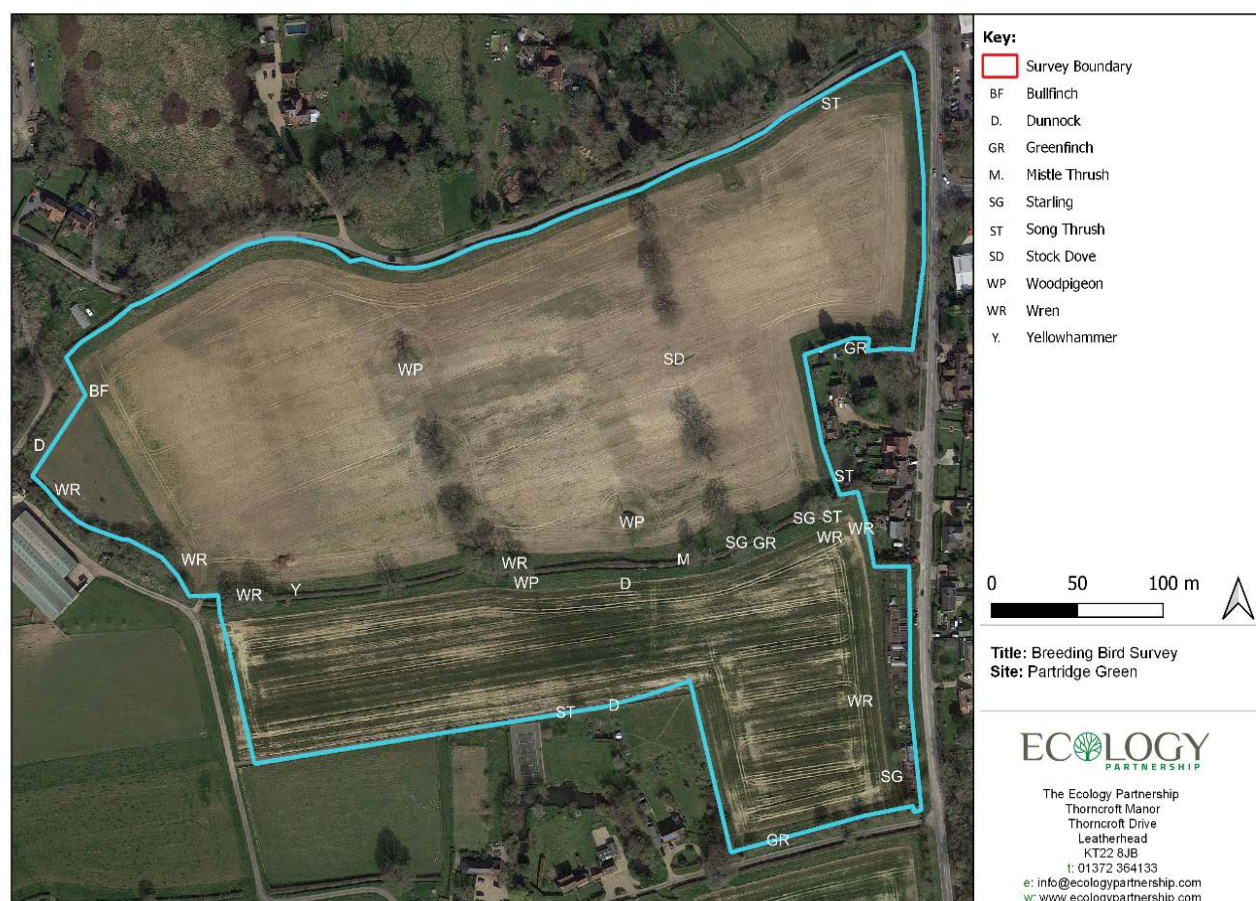 ST
GR
WP
SD
BF
D
WR
ST
SG ST
WP
WR
WR
SG GR
WR
WR
M
WP
D
Y
WR
ST
D
WR
SG
GR
Key:
Survey Boundary
BF Bullfinch
D. Dunnock
GR Greenfinch
M. Mistle Thrush
SG Starling
ST Song Thrush
SD Stock Dove
WP Woodpigeon
WR Wren
Y. Yellowhammer
0 50 100 m
Title: Breeding Bird Survey
Site: Partridge Green
ECOLOGY
PARTNERSHIP
The Ecology Partnership
Thorncroft Manor
Thorncroft Drive
Leatherhead
KT22 8JB
t: 01372 364133
e: info@ecologypartnership.com
w: www.ecologypartnership.com